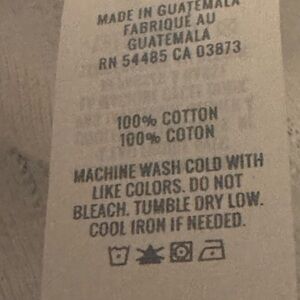 MADE IN GUATEMALA
FABRIQUÉ AU
GUATEMALA
RN 54485 CA 03873
100% COTTON
100% COTON
MACHINE WASH COLD WITH
LIKE COLORS. DO NOT
BLEACH. TUMBLE DRY LOW.
COOL IRON IF NEEDED.